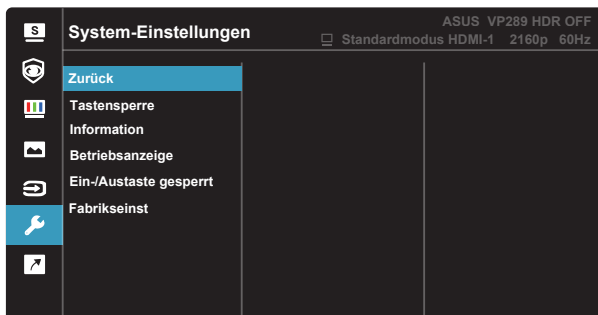 S
System-Einstellungen
ASUS VP289 HDR OFF
Standardmodus HDMI-1 2160p 60Hz
Zurück
Tastensperre
Information
Betriebsanzeige
Ein-/Austaste gesperrt
Fabrikseinst